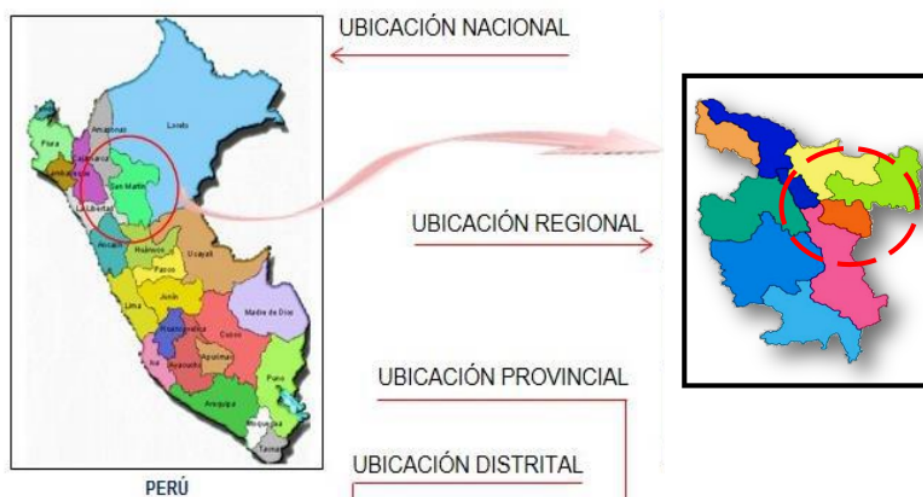 UBICACIÓN NACIONAL
Loreto
Amazonas
Piura
Cajamarca
Lambayeque
San Martín
La Libertad
UBICACIÓN REGIONAL
Ancash
Huánuco
Ucayali
Pasco
Junín
Lima
Madre de Dios
Huancavelica
Cusco
Ica
Ayacucho
Apurímac
Puno
UBICACIÓN PROVINCIAL
Arequipa
Moquegua
Tacna
UBICACIÓN DISTRITAL
PERÚ